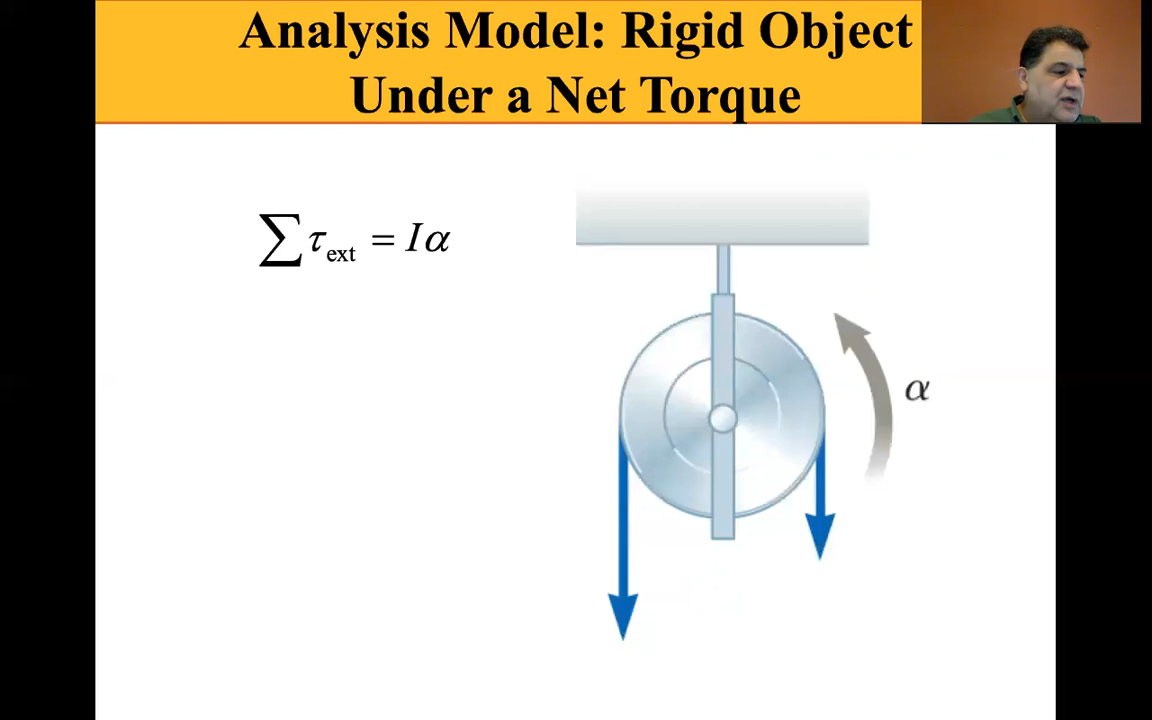 Analysis Model: Rigid Object
Under a Net Torque
∑τext = Iα
α